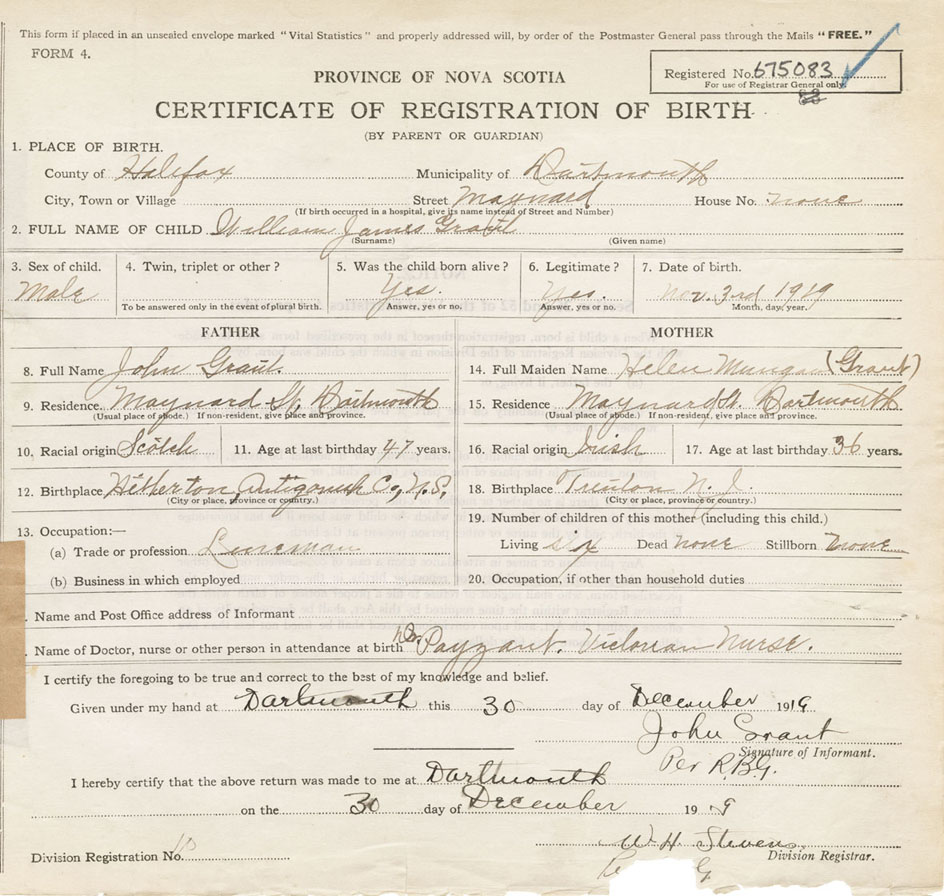 This form if placed in an unsealed envelope marked "Vital Statistics" and properly addressed will, by order of the Postmaster General pass through the Mails "FREE."
FORM 4.
Registered No. 675083
For use of Registrar General only.
PROVINCE OF NOVA SCOTIA
CERTIFICATE OF REGISTRATION OF BIRTH
(BY PARENT OR GUARDIAN)
1. PLACE OF BIRTH.
County of Halifax Municipality of Dartmouth
City, Town or Village Street Maynard House No. none
(If birth occurred in a hospital, give its name instead of Street and Number)
2. FULL NAME OF CHILD William James Grant
(Surname) (Given name)
3. Sex of child. 4. Twin, triplet or other? 5. Was the child born alive? 6. Legitimate? 7. Date of birth.
Male Yes. Yes. Nov. 3rd 1919
To be answered only in the event of plural birth. Answer, yes or no. Answer, yes or no. Month, day, year.
FATHER MOTHER
8. Full Name John Grant. 14. Full Maiden Name Helen (Grant)
9. Residence Maynard St, Dartmouth 15. Residence Maynard St. Dartmouth
(Usual place of abode.) If non-resident, give place and province. (Usual place of abode.) If non-resident, give place and province.
10. Racial origin Scotch 11. Age at last birthday 47 years. 16. Racial origin Irish 17. Age at last birthday 36 years.
12. Birthplace Antigonish Co, N.S. 18. Birthplace Trenton N.J.
(City or place, province or country.) (City or place, province or country.)
19. Number of children of this mother (including this child.)
13. Occupation:—
(a) Trade or profession Lineman Living six Dead none Stillborn none
(b) Business in which employed 20. Occupation, if other than household duties
. Name and Post Office address of Informant
. Name of Doctor, nurse or other person in attendance at birth Payzant. Victorian Nurse.
I certify the foregoing to be true and correct to the best of my knowledge and belief.
Given under my hand at Dartmouth this 30 day of December 1919
John Grant
Signature of Informant.
Per R.B.G.
I hereby certify that the above return was made to me at Dartmouth
on the 30 day of December 1919
W. H. Stevens
Division Registration No. Division Registrar.